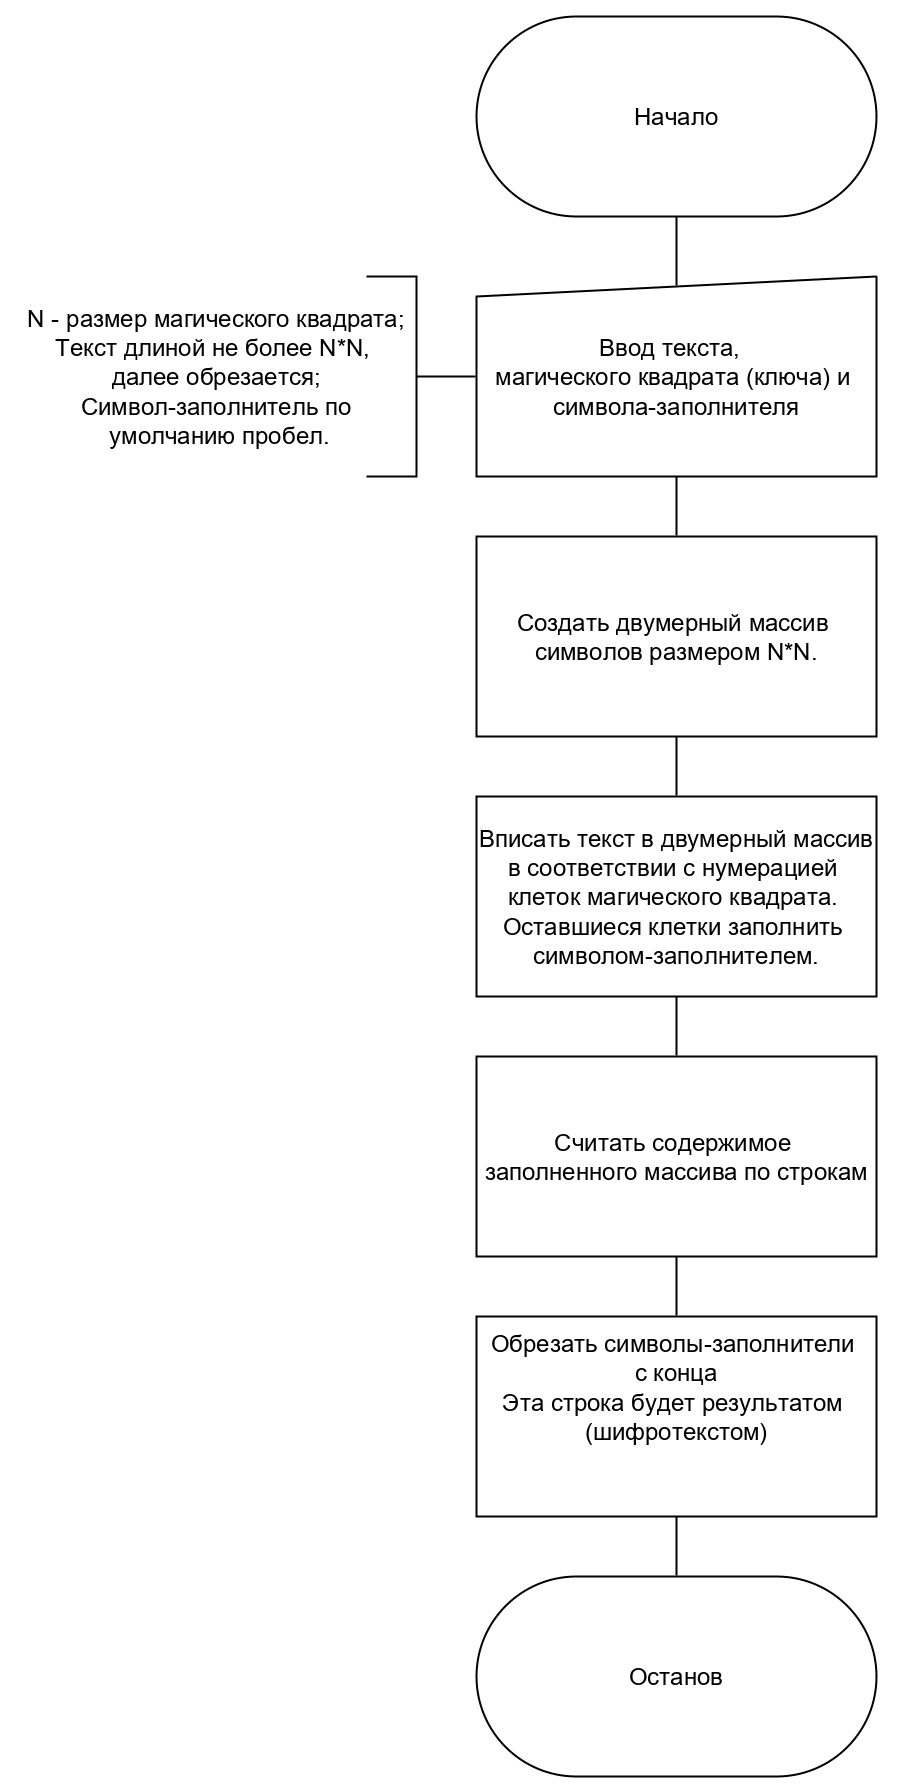 Начало
N - размер магического квадрата;
Текст длиной не более N*N,
далее обрезается;
Символ-заполнитель по
умолчанию пробел.
Ввод текста,
магического квадрата (ключа) и
символа-заполнителя
Создать двумерный массив
символов размером N*N.
Вписать текст в двумерный массив
в соответствии с нумерацией
клеток магического квадрата.
Оставшиеся клетки заполнить
символом-заполнителем.
Считать содержимое
заполненного массива по строкам
Обрезать символы-заполнители
с конца
Эта строка будет результатом
(шифротекстом)
Останов